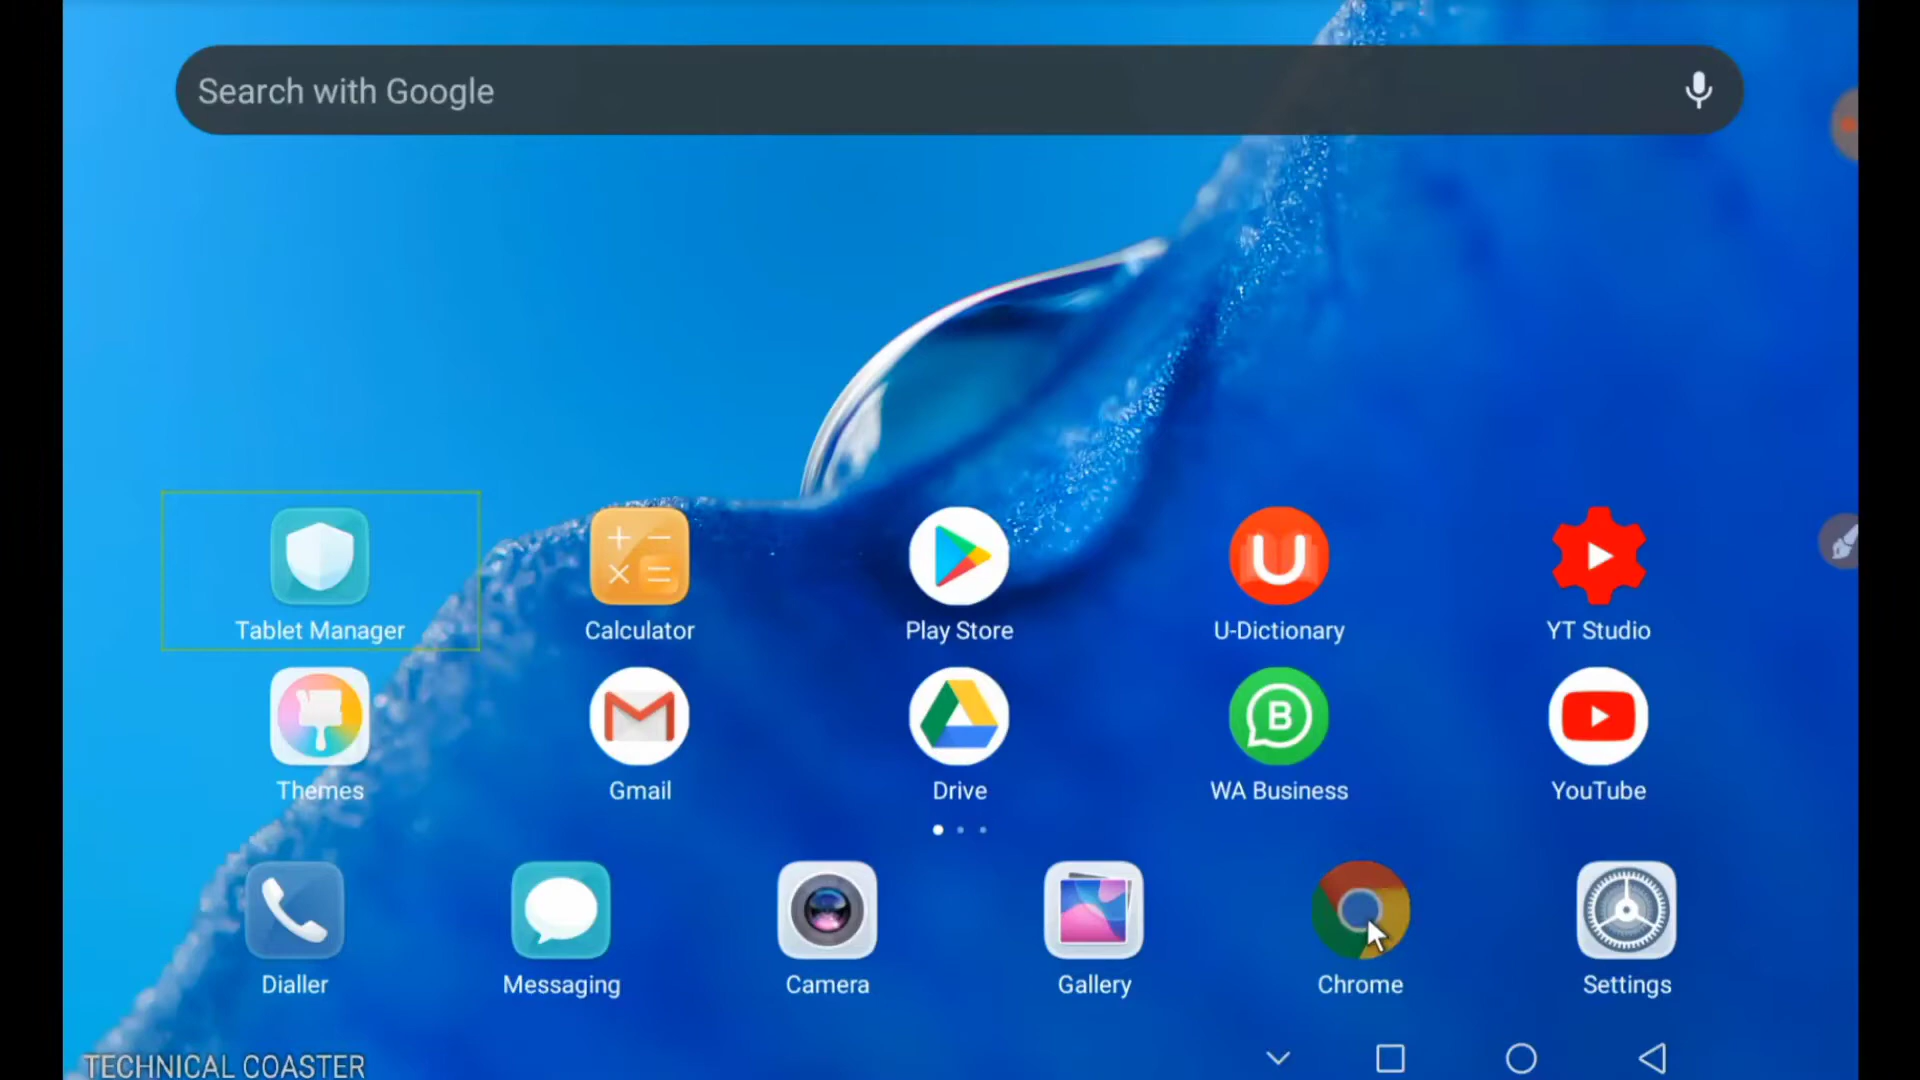 Search with Google
Tablet Manager
Calculator
Play Store
U-Dictionary
YT Studio
Themes
Gmail
Drive
WA Business
YouTube
Dialler
Messaging
Camera
Gallery
Chrome
Settings
TECHNICAL COASTER